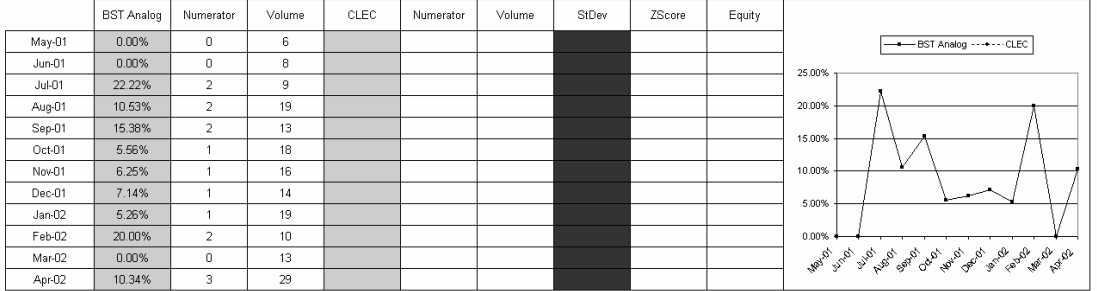 BST Analog Numerator Volume CLEC Numerator Volume StDev ZScore Equity
May-01 0.00% 0 6
Jun-01 0.00% 0 8
Jul-01 22.22% 2 9
Aug-01 10.53% 2 19
Sep-01 15.38% 2 13
Oct-01 5.56% 1 18
Nov-01 6.25% 1 16
Dec-01 7.14% 1 14
Jan-02 5.26% 1 19
Feb-02 20.00% 2 10
Mar-02 0.00% 0 13
Apr-02 10.34% 3 29
BST Analog CLEC
25.00%
20.00%
15.00%
10.00%
5.00%
0.00%
May-01 Jun-01 Jul-01 Aug-01 Sep-01 Oct-01 Nov-01 Dec-01 Jan-02 Feb-02 Mar-02 Apr-02